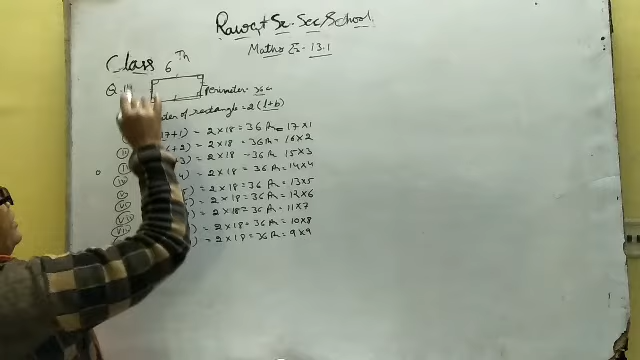 Rawat Sr. Sec School
Maths Ex- 13.1
Class 6Th
Q. 14 Perimeter- 36
of rectangle = 2(l+b)
17+1) = 2×18 = 36 = 17×1
+2) = 2×18 = 36 = 16×2
+3) = 2×18 = 36 15×3
4) = 2×18 = 36 = 14×4
) = 2×18 = 36 = 13×5
) = 2×18 = 36 = 12×6
) = 2×18 = 36 = 11×7
) = 2×18 = 36 = 10×8
) = 2×18 = 36 = 9×9